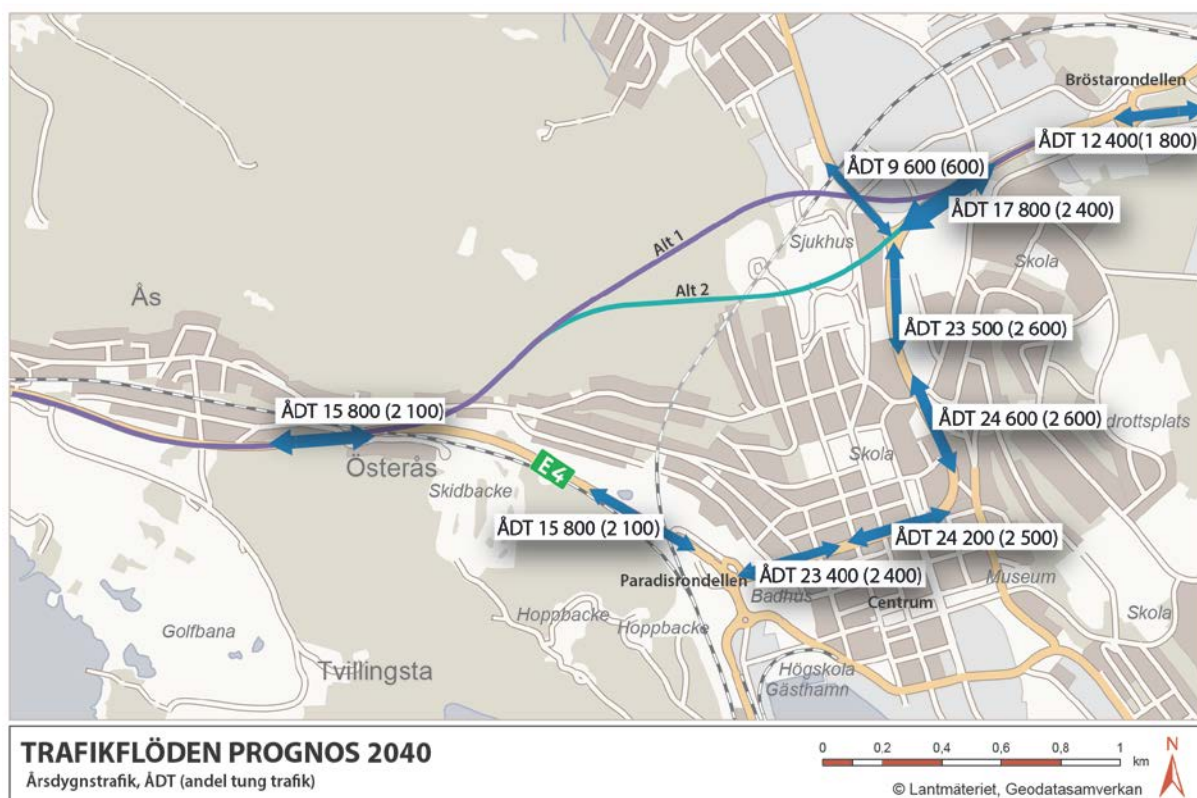 Bröstarondellen
ÅDT 12 400(1 800)
ÅDT 9 600 (600)
ÅDT 17 800 (2 400)
Sjukhus
Alt 1
Skola
Alt 2
Ås
ÅDT 23 500 (2 600)
ÅDT 15 800 (2 100)
ÅDT 24 600 (2 600)
drottsplats
Skola
Österås
E4
Skidbacke
ÅDT 15 800 (2 100)
ÅDT 24 200 (2 500)
Paradisrondellen
ÅDT 23 400 (2 400)
Museum
Badhus
Centrum
Skola
Hoppbacke
Hoppbacke
Golfbana
Tvillingsta
Högskola
Gästhamn
TRAFIKFLÖDEN PROGNOS 2040
Årsdygnstrafik, ÅDT (andel tung trafik)
0 0,2 0,4 0,6 0,8 1
km
N
© Lantmäteriet, Geodatasamverkan